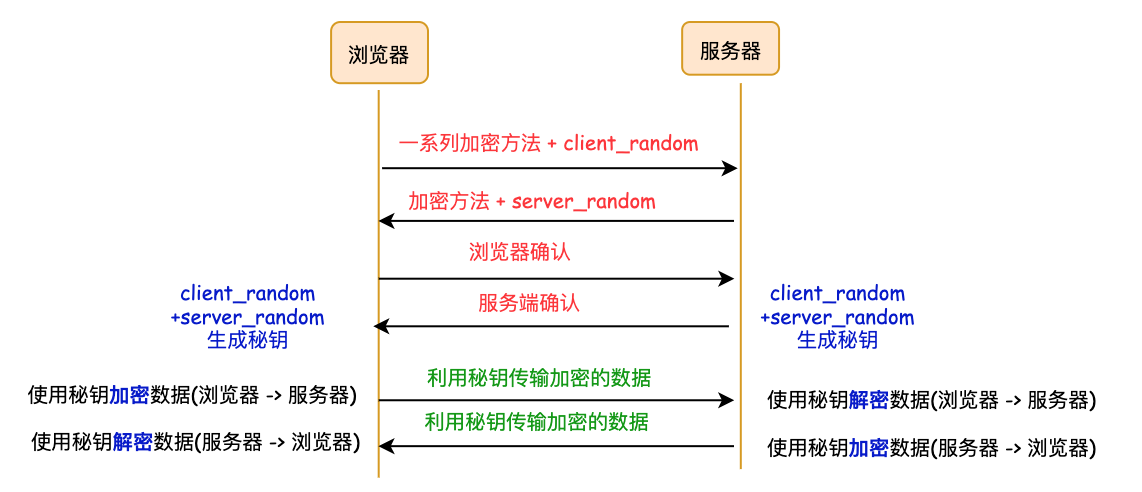 浏览器
服务器
一系列加密方法 + client_random
加密方法 + server_random
浏览器确认
服务端确认
client_random
+server_random
生成秘钥
client_random
+server_random
生成秘钥
利用秘钥传输加密的数据
使用秘钥加密数据(浏览器 -> 服务器)
使用秘钥解密数据(浏览器 -> 服务器)
利用秘钥传输加密的数据
使用秘钥解密数据(服务器 -> 浏览器)
使用秘钥加密数据(服务器 -> 浏览器)